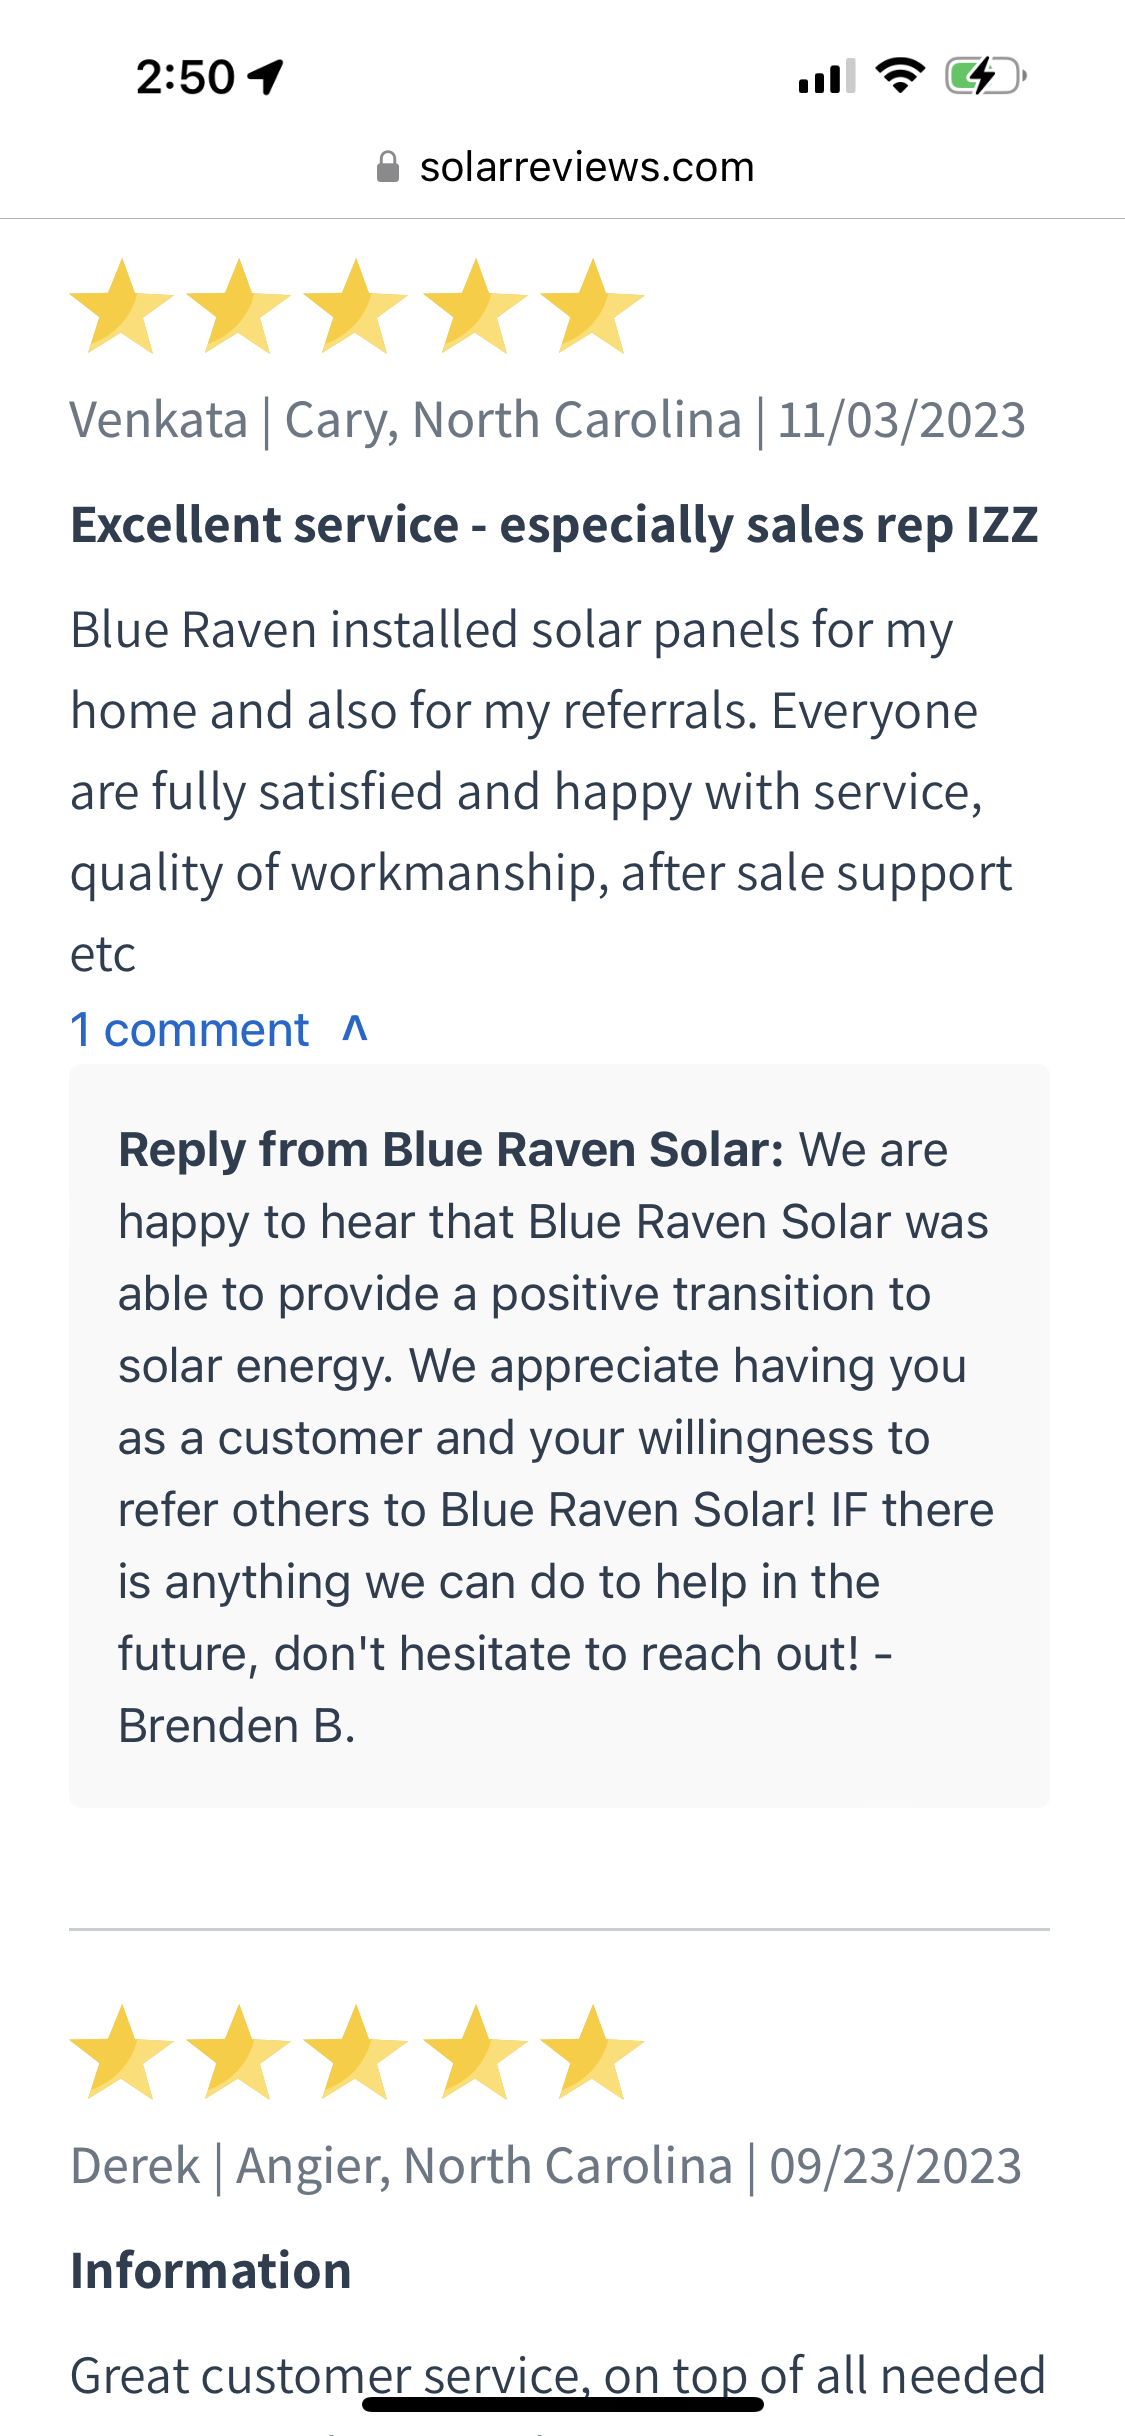 2:50
solarreviews.com
Venkata | Cary, North Carolina | 11/03/2023
Excellent service - especially sales rep IZZ
Blue Raven installed solar panels for my
home and also for my referrals. Everyone
are fully satisfied and happy with service,
quality of workmanship, after sale support
etc
1 comment ^
Reply from Blue Raven Solar: We are
happy to hear that Blue Raven Solar was
able to provide a positive transition to
solar energy. We appreciate having you
as a customer and your willingness to
refer others to Blue Raven Solar! IF there
is anything we can do to help in the
future, don't hesitate to reach out! -
Brenden B.
Derek | Angier, North Carolina | 09/23/2023
Information
Great customer service, on top of all needed